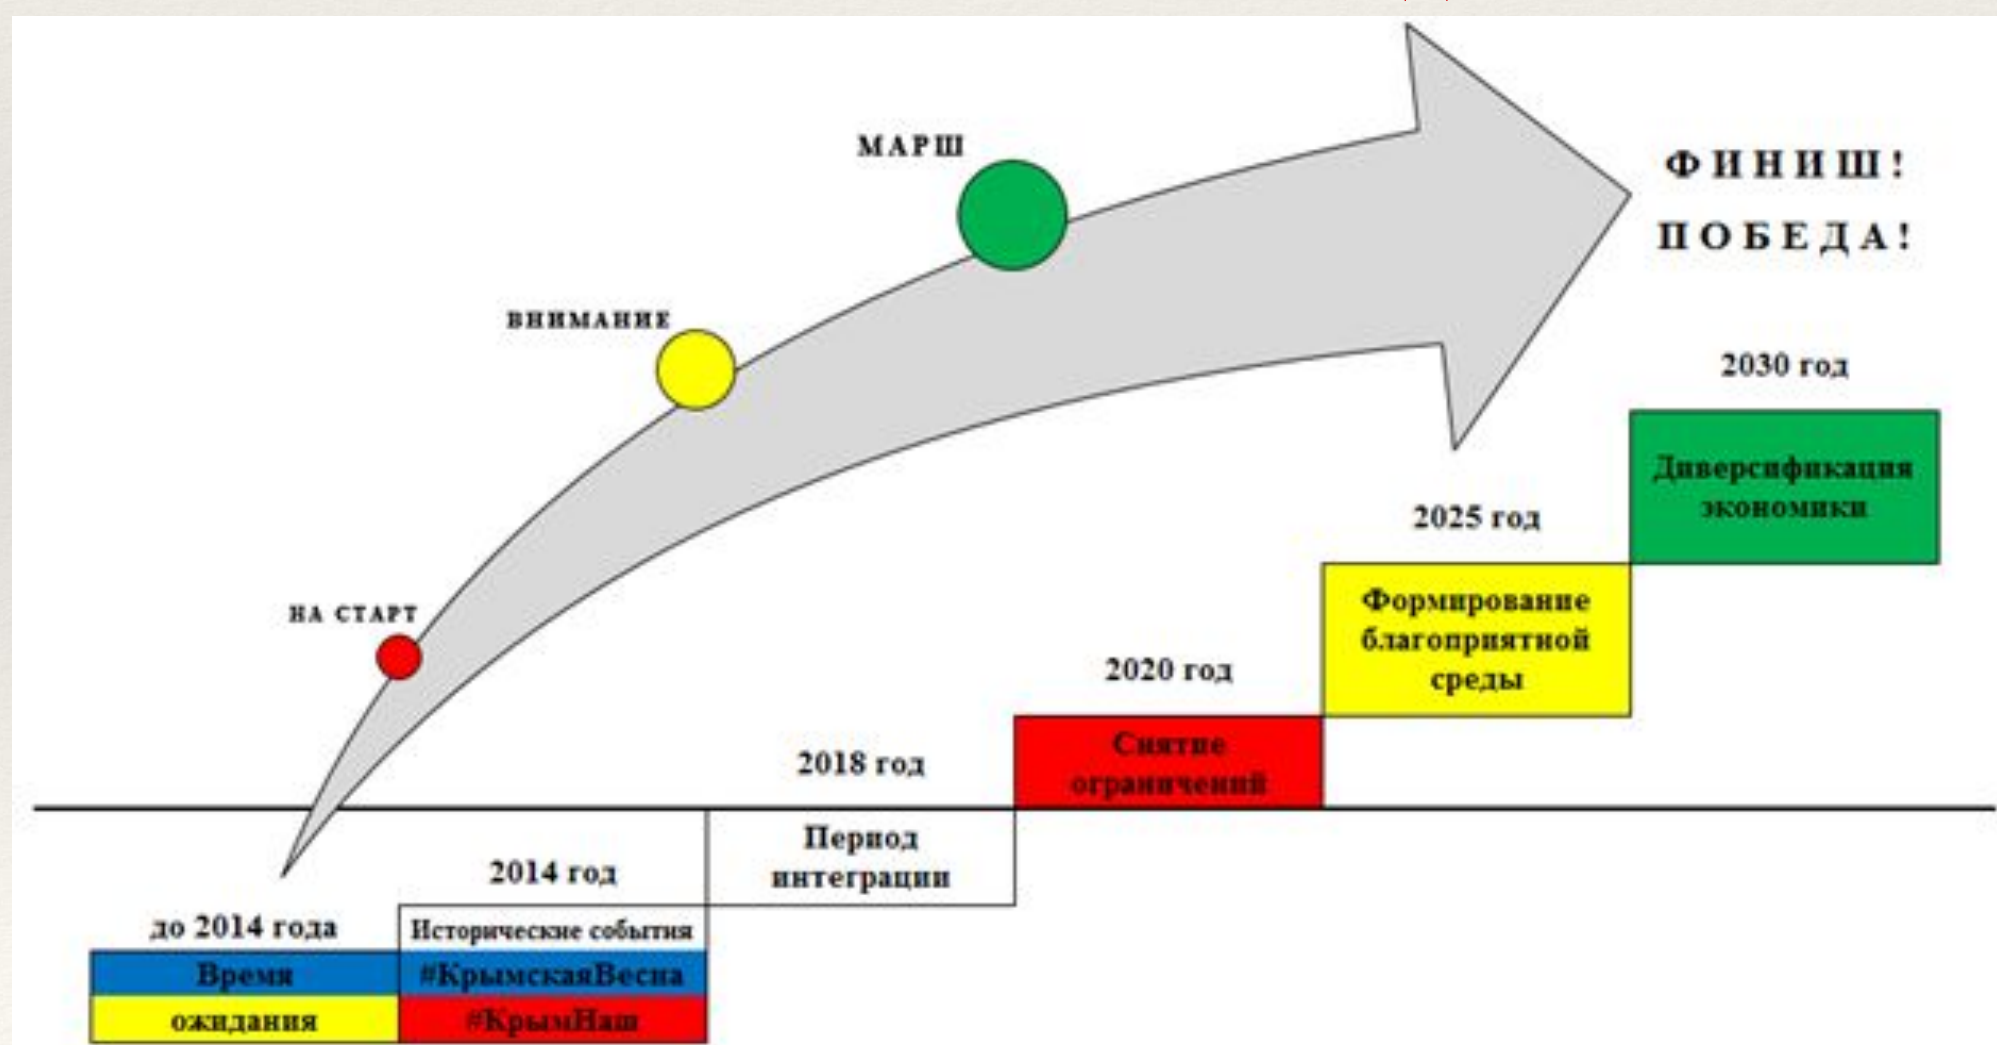 МАРШ
ФИНИШ!
ПОБЕДА!
ВНИМАНИЕ
2030 год
Диверсификация
экономики
2025 год
Формирование
благоприятной
среды
НА СТАРТ
2020 год
Снятие
ограничений
2018 год
Период
интеграции
2014 год
Исторические события
#КрымскаяВесна
#КрымНаш
до 2014 года
Время
ожидания